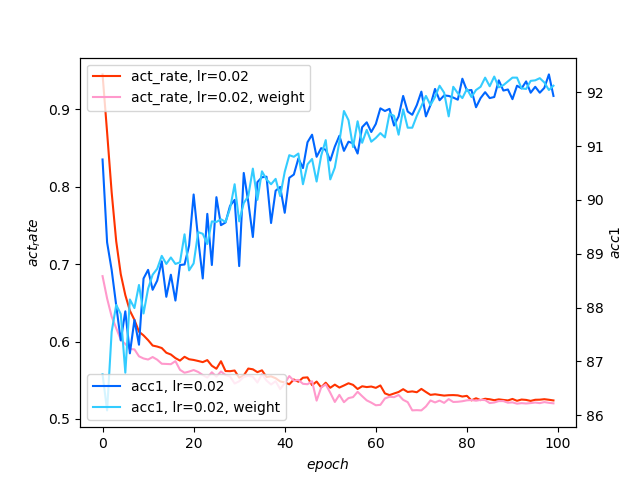 act_rate, lr=0.02
act_rate, lr=0.02, weight
acc1, lr=0.02
acc1, lr=0.02, weight
0.9
0.8
0.7
0.6
0.5
92
91
90
89
88
87
86
0 20 40 60 80 100
epoch
act_rate
acc1